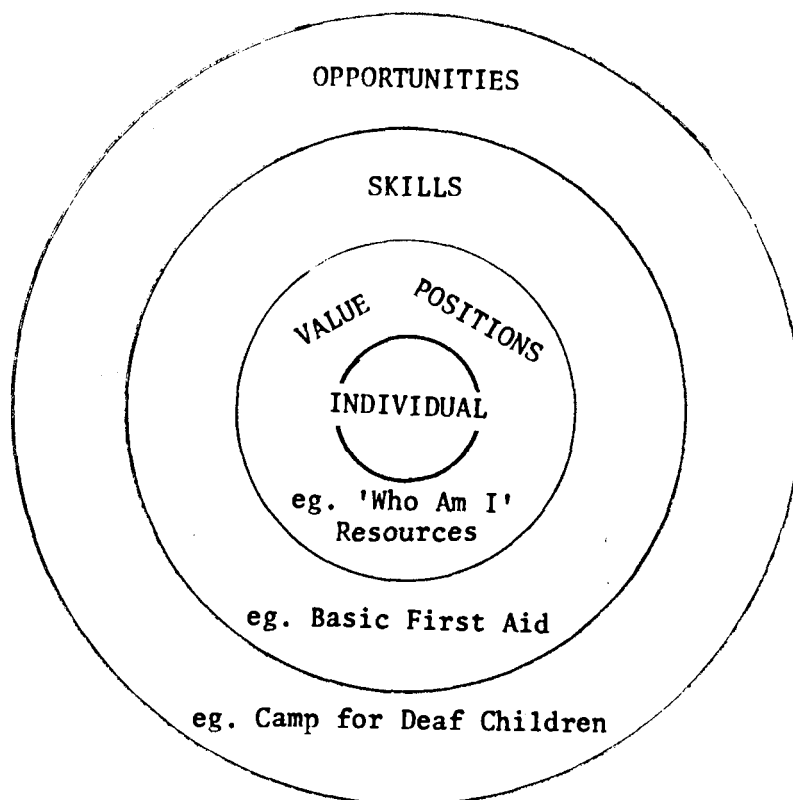 OPPORTUNITIES
SKILLS
VALUE POSITIONS
INDIVIDUAL
eg. 'Who Am I'
Resources
eg. Basic First Aid
eg. Camp for Deaf Children